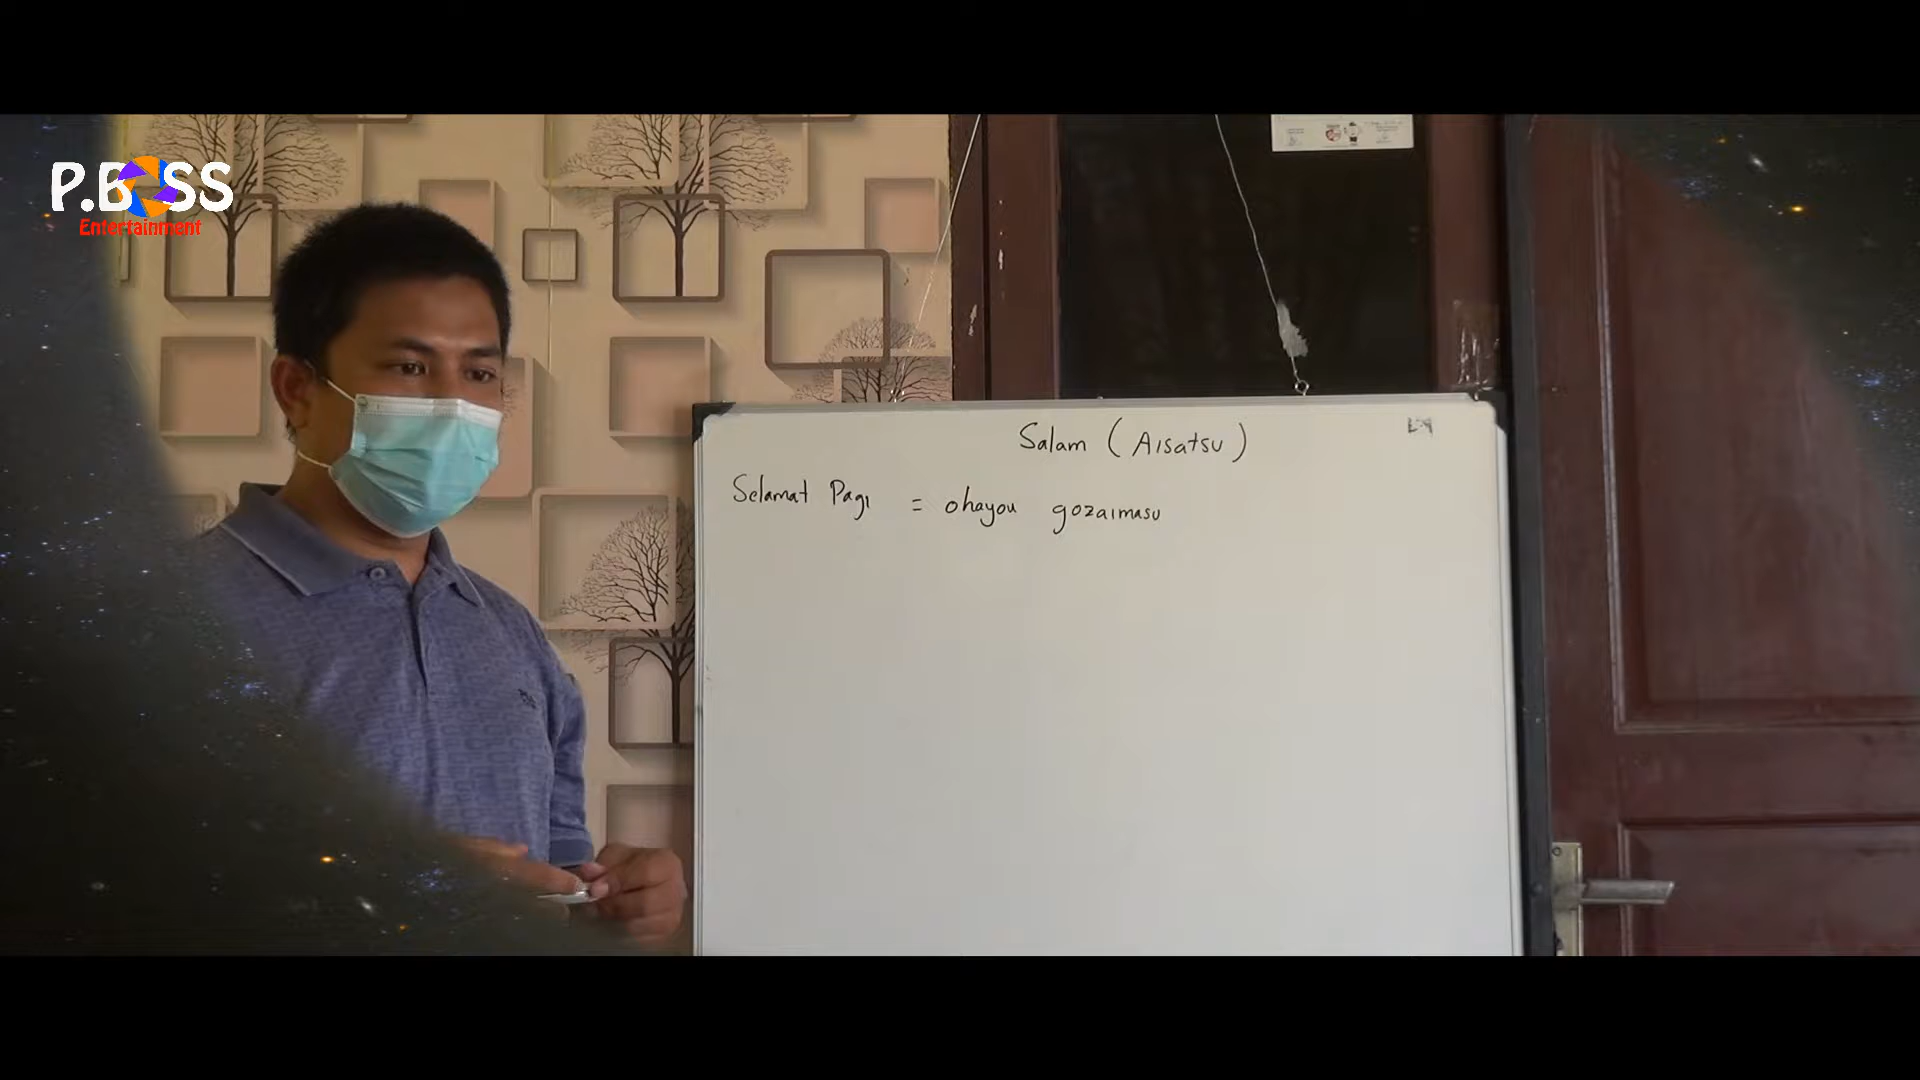 P.BOSS
Entertainment
Salam (Aisatsu)
Selamat Pagi = ohayou gozaimasu